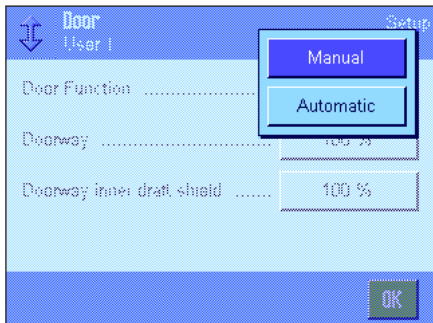 Door
Setup
User 1
Manual
Door Function ..................
Automatic
Doorway .........................
100 %
Doorway inner draft shield .......
100 %
OK